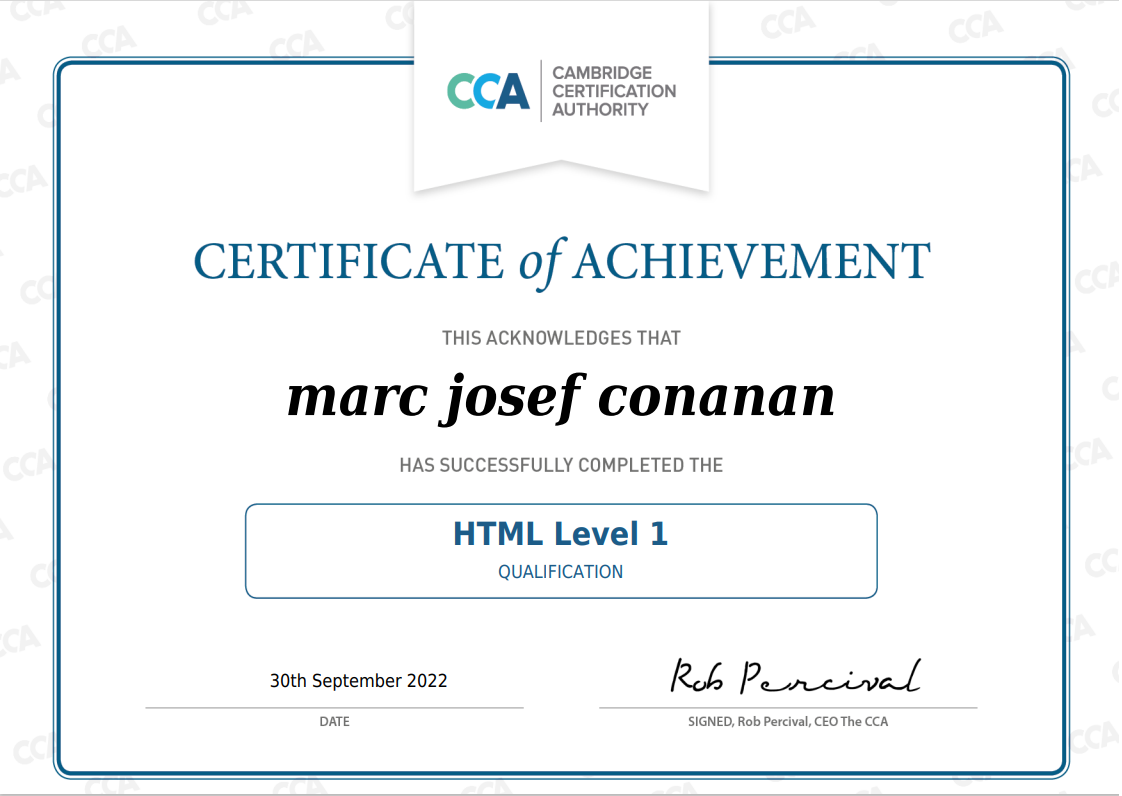 CCA
CAMBRIDGE
CERTIFICATION
AUTHORITY
CERTIFICATE of ACHIEVEMENT
THIS ACKNOWLEDGES THAT
marc josef conanan
HAS SUCCESSFULLY COMPLETED THE
HTML Level 1
QUALIFICATION
30th September 2022
Rob Percival
DATE
SIGNED, Rob Percival, CEO The CCA